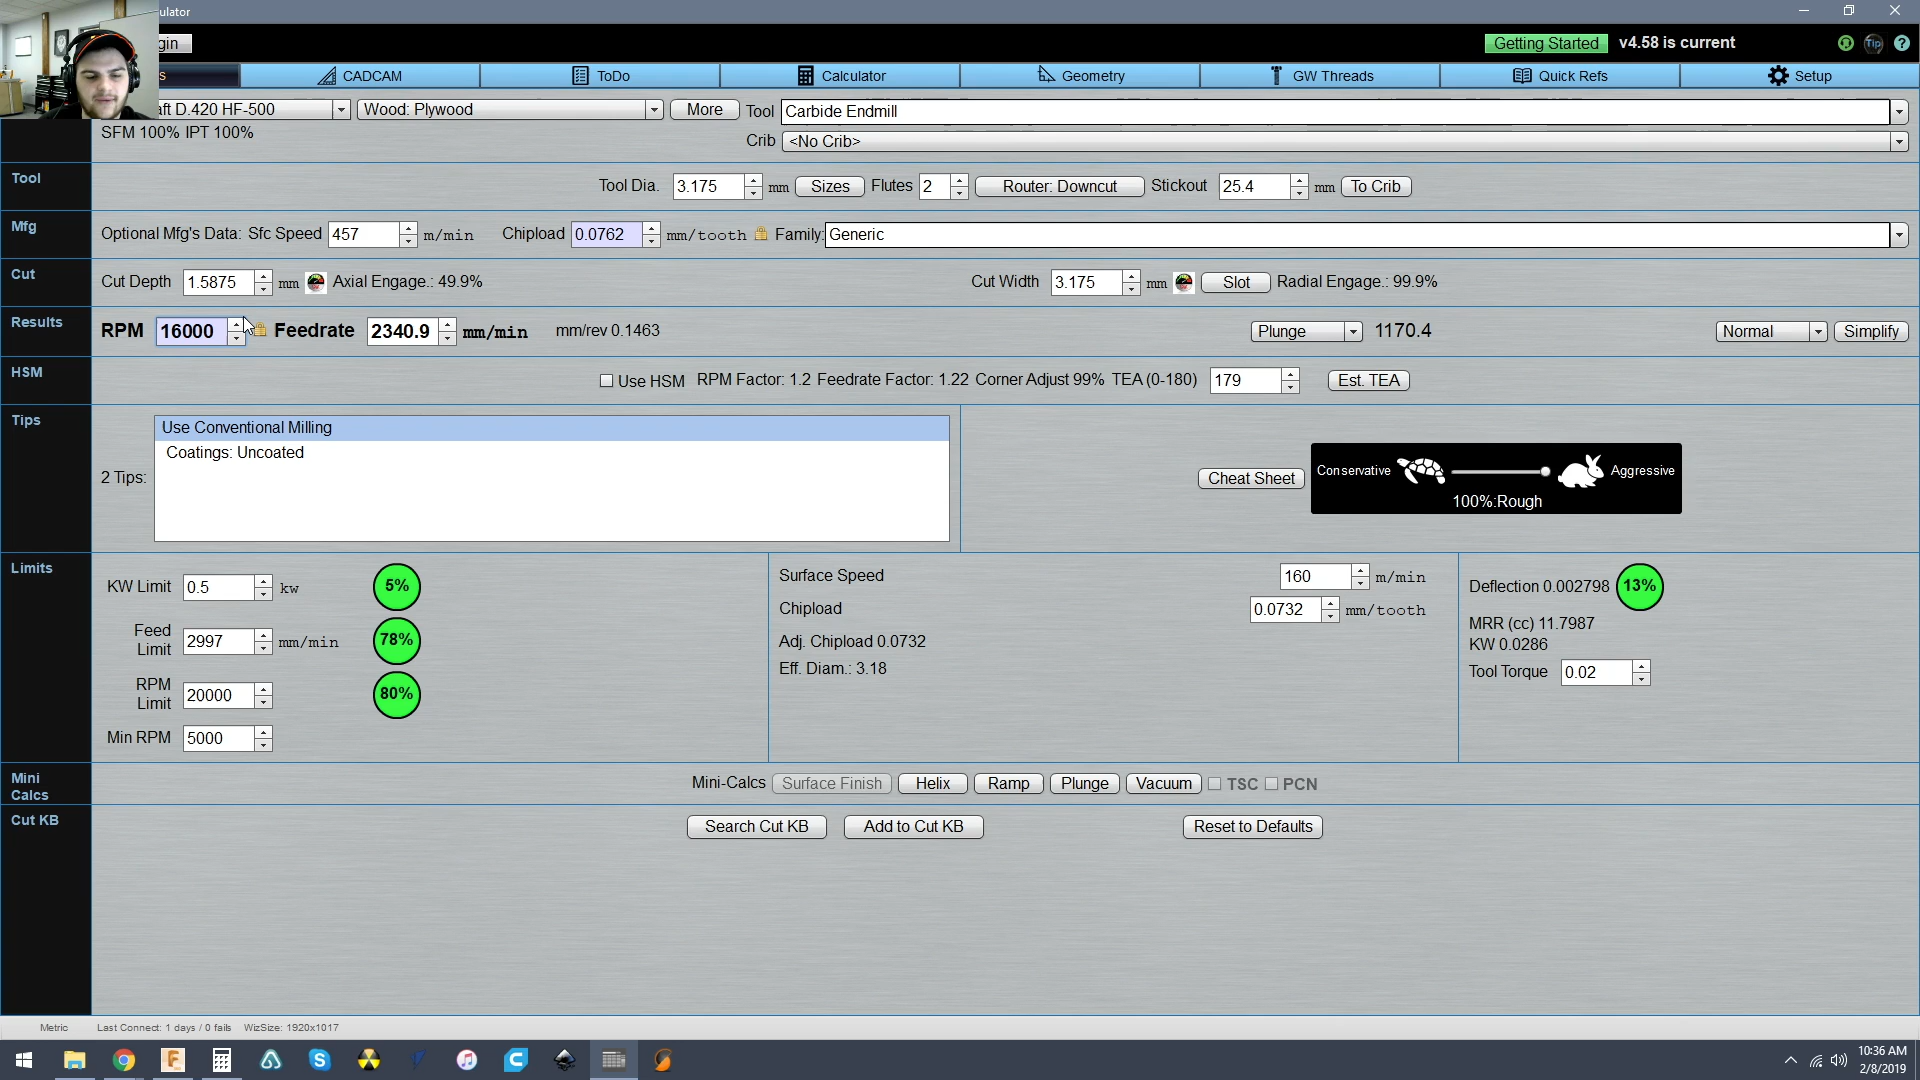 ulator
gin
Getting Started v4.58 is current Tip ?
s CADCAM ToDo Calculator Geometry GW Threads Quick Refs Setup
aft D.420 HF-500 Wood: Plywood More Tool Carbide Endmill
SFM 100% IPT 100% Crib <No Crib>
Tool Tool Dia. 3.175 mm Sizes Flutes 2 Router: Downcut Stickout 25.4 mm To Crib
Mfg Optional Mfg's Data: Sfc Speed 457 m/min Chipload 0.0762 mm/tooth Family: Generic
Cut Cut Depth 1.5875 mm Axial Engage.: 49.9% Cut Width 3.175 mm Slot Radial Engage.: 99.9%
Results RPM 16000 Feedrate 2340.9 mm/min mm/rev 0.1463 Plunge 1170.4 Normal Simplify
HSM Use HSM RPM Factor: 1.2 Feedrate Factor: 1.22 Corner Adjust 99% TEA (0-180) 179 Est. TEA
Tips
2 Tips:
Use Conventional Milling
Coatings: Uncoated
Cheat Sheet
Conservative Aggressive
100%:Rough
Limits
KW Limit 0.5 kw 5%
Feed Limit 2997 mm/min 78%
RPM Limit 20000 80%
Min RPM 5000
Surface Speed 160 m/min
Chipload 0.0732 mm/tooth
Adj. Chipload 0.0732
Eff. Diam.: 3.18
Deflection 0.002798 13%
MRR (cc) 11.7987
KW 0.0286
Tool Torque 0.02
Mini Calcs
Mini-Calcs Surface Finish Helix Ramp Plunge Vacuum TSC PCN
Cut KB Search Cut KB Add to Cut KB Reset to Defaults
Metric Last Connect: 1 days / 0 fails WizSize: 1920x1017
10:36 AM
2/8/2019